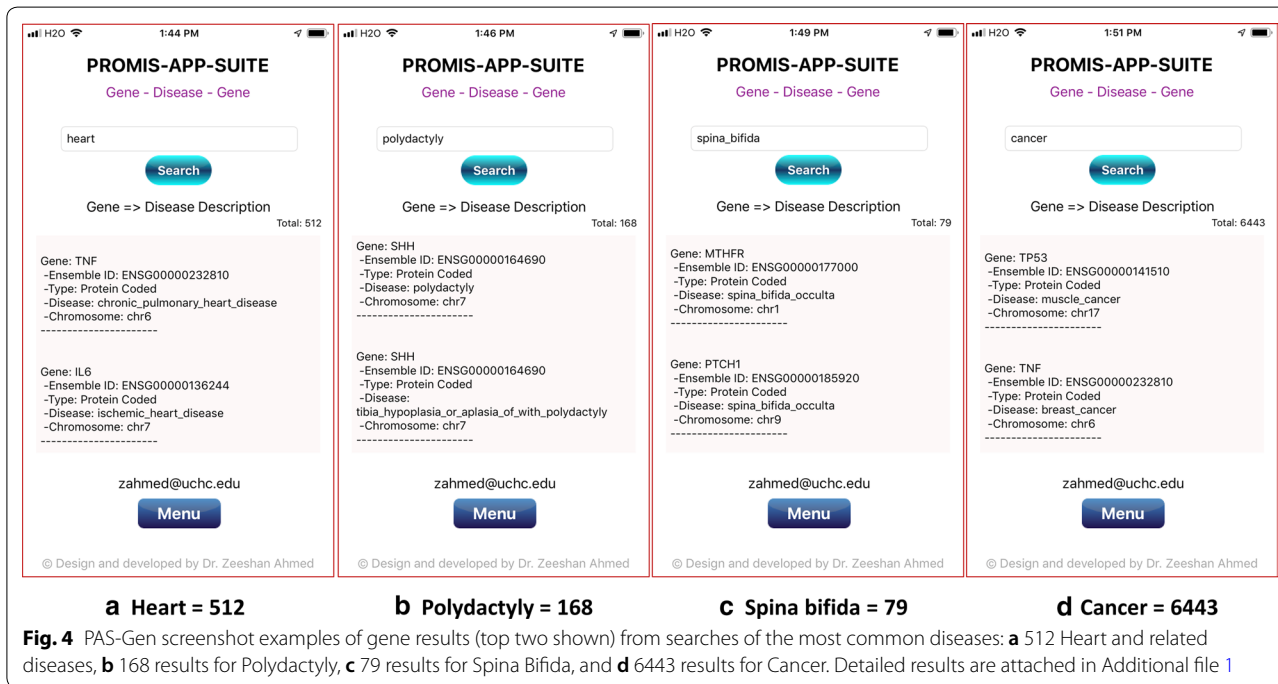 H2O 1:44 PM
PROMIS-APP-SUITE
Gene - Disease - Gene
heart
Search
Gene => Disease Description
Total: 512
Gene: TNF
-Ensemble ID: ENSG00000232810
-Type: Protein Coded
-Disease: chronic_pulmonary_heart_disease
-Chromosome: chr6
----------------------
Gene: IL6
-Ensemble ID: ENSG00000136244
-Type: Protein Coded
-Disease: ischemic_heart_disease
-Chromosome: chr7
----------------------
zahmed@uchc.edu
Menu
© Design and developed by Dr. Zeeshan Ahmed
a Heart = 512
H2O 1:46 PM
PROMIS-APP-SUITE
Gene - Disease - Gene
polydactyly
Search
Gene => Disease Description
Total: 168
Gene: SHH
-Ensemble ID: ENSG00000164690
-Type: Protein Coded
-Disease: polydactyly
-Chromosome: chr7
----------------------
Gene: SHH
-Ensemble ID: ENSG00000164690
-Type: Protein Coded
-Disease:
tibia_hypoplasia_or_aplasia_of_with_polydactyly
-Chromosome: chr7
----------------------
zahmed@uchc.edu
Menu
© Design and developed by Dr. Zeeshan Ahmed
b Polydactyly = 168
H2O 1:49 PM
PROMIS-APP-SUITE
Gene - Disease - Gene
spina_bifida
Search
Gene => Disease Description
Total: 79
Gene: MTHFR
-Ensemble ID: ENSG00000177000
-Type: Protein Coded
-Disease: spina_bifida_occulta
-Chromosome: chr1
----------------------
Gene: PTCH1
-Ensemble ID: ENSG00000185920
-Type: Protein Coded
-Disease: spina_bifida_occulta
-Chromosome: chr9
----------------------
zahmed@uchc.edu
Menu
© Design and developed by Dr. Zeeshan Ahmed
c Spina bifida = 79
H2O 1:51 PM
PROMIS-APP-SUITE
Gene - Disease - Gene
cancer
Search
Gene => Disease Description
Total: 6443
Gene: TP53
-Ensemble ID: ENSG00000141510
-Type: Protein Coded
-Disease: muscle_cancer
-Chromosome: chr17
----------------------
Gene: TNF
-Ensemble ID: ENSG00000232810
-Type: Protein Coded
-Disease: breast_cancer
-Chromosome: chr6
----------------------
zahmed@uchc.edu
Menu
© Design and developed by Dr. Zeeshan Ahmed
d Cancer = 6443
Fig. 4 PAS-Gen screenshot examples of gene results (top two shown) from searches of the most common diseases: a 512 Heart and related
diseases, b 168 results for Polydactyly, c 79 results for Spina Bifida, and d 6443 results for Cancer. Detailed results are attached in Additional file 1